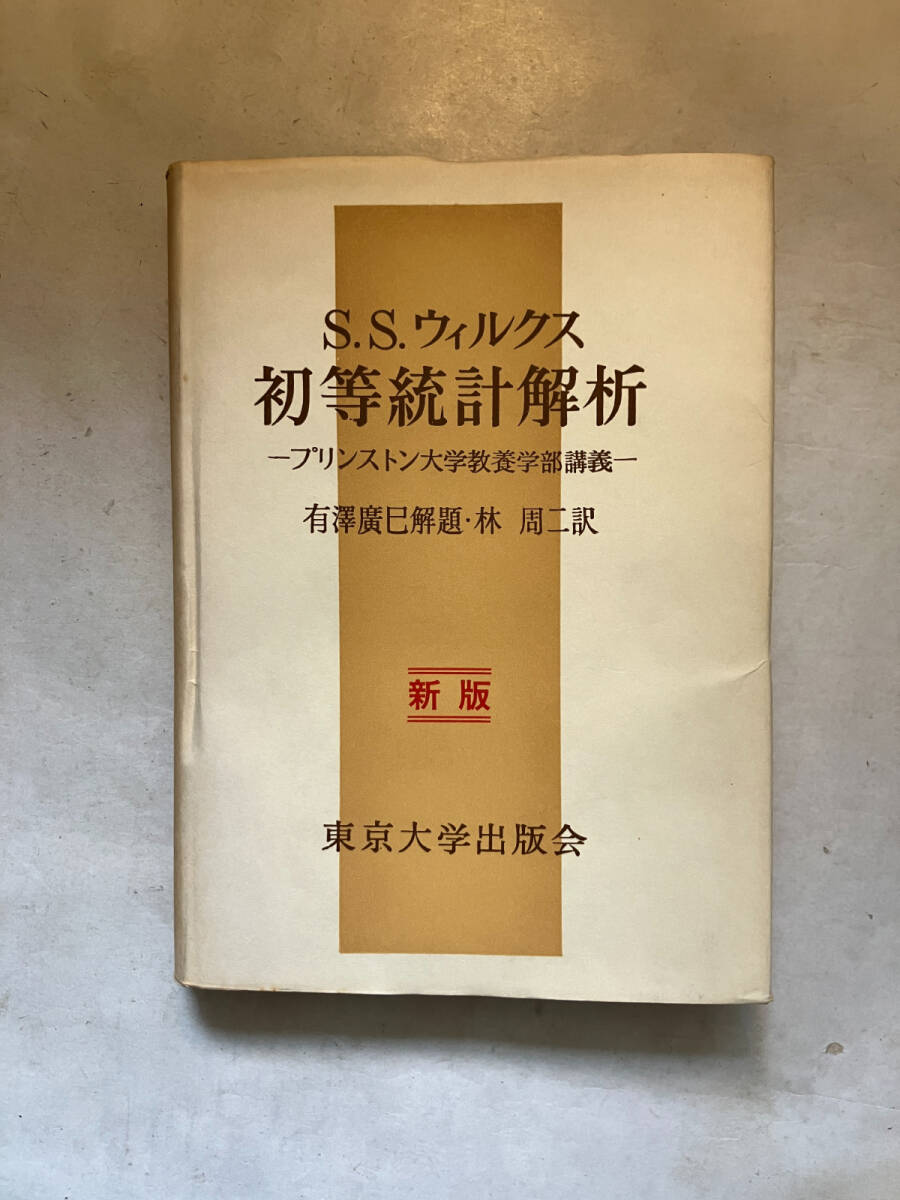 S.S.ウィルクス
初等統計解析
—プリンストン大学教養学部講義—
有澤廣巳解題・林 周二訳
新版
東京大学出版会